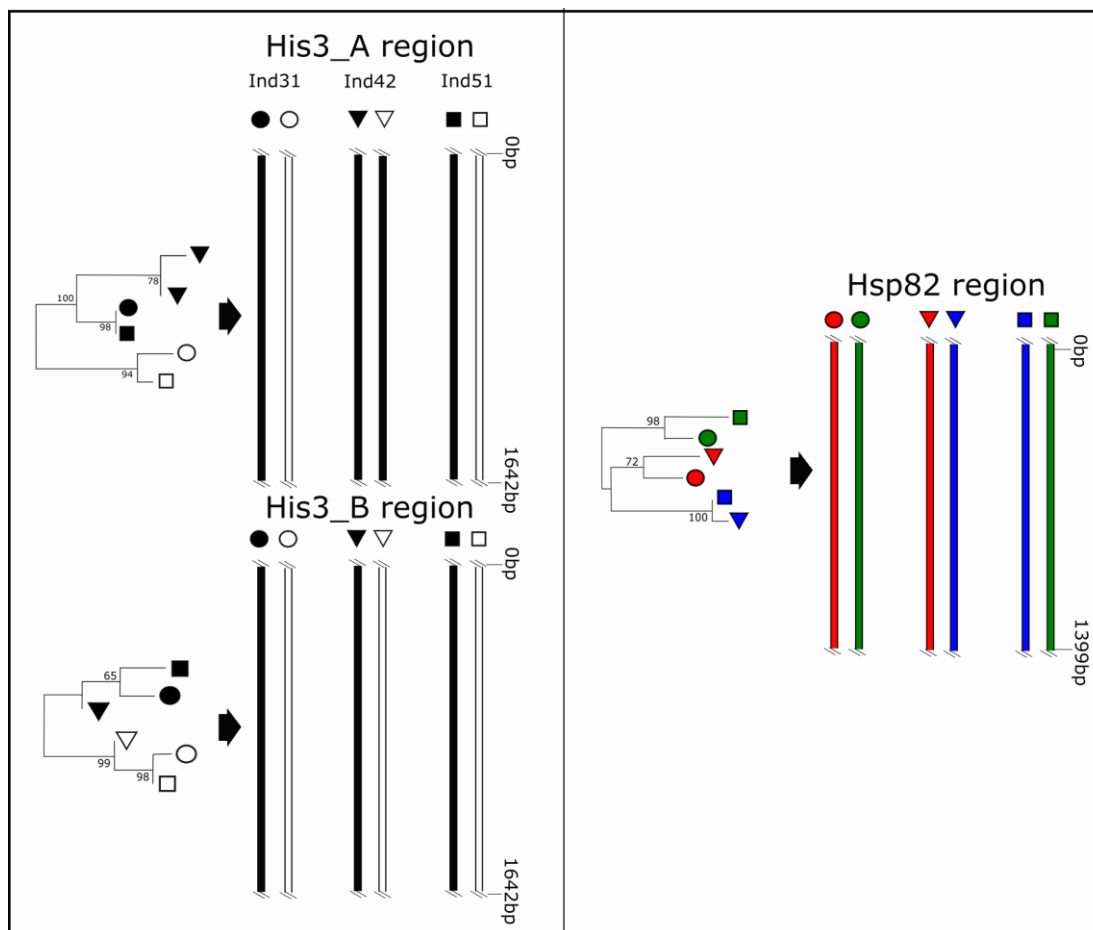 His3_A region
Ind31 Ind42 Ind51
0bp
78
100
98
94
1642bp
His3_B region
0bp
65
99
98
1642bp
Hsp82 region
0bp
98
72
100
1399bp